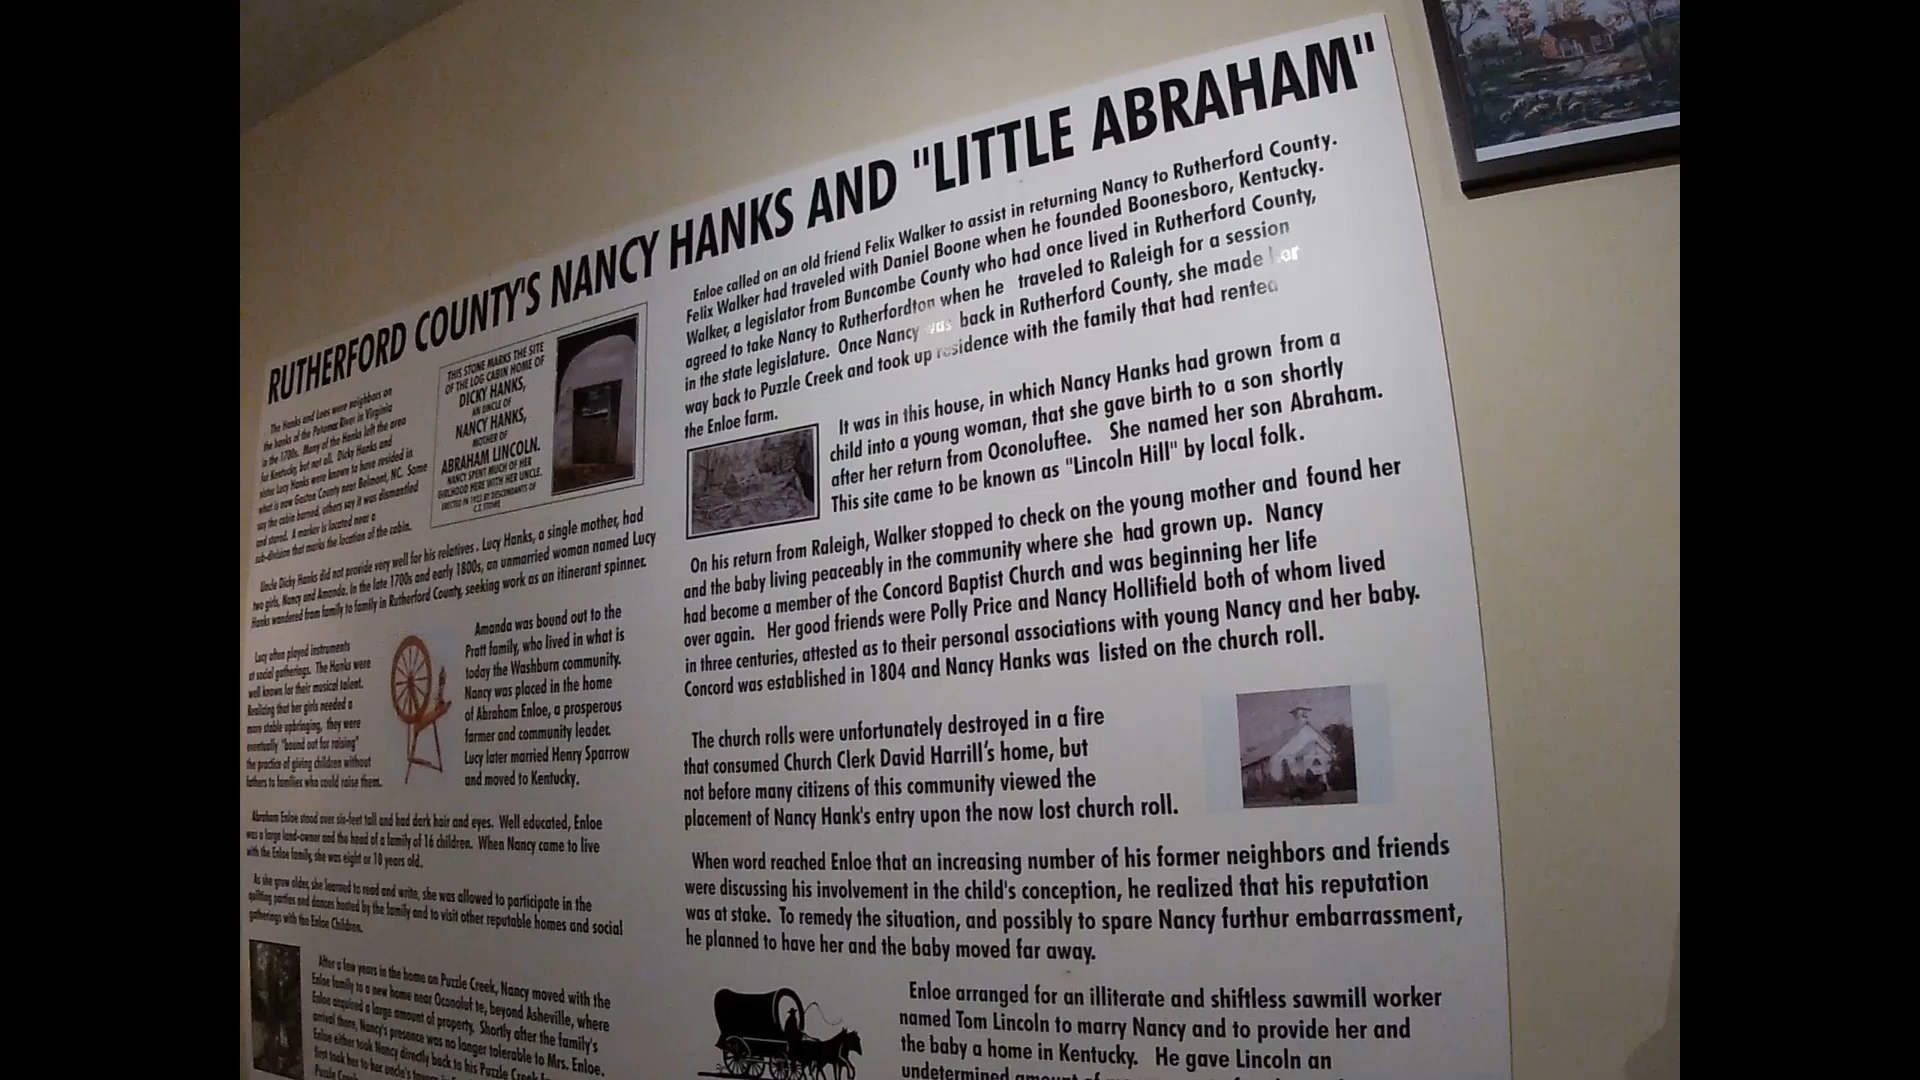 RUTHERFORD COUNTY'S NANCY HANKS AND "LITTLE ABRAHAM"
The Hanks and Lees were neighbors on
the banks of the Potomac River in Virginia
in the 1700s. Many of the Hanks left the area
for Kentucky, but not all. Dicky Hanks and
sister Lucy Hanks were known to have resided in
what is now Gaston County near Belmont, NC. Some
say the cabin burned, others say it was dismantled
and stored. A marker is located near a
sub-division that marks the location of the cabin.
THIS STONE MARKS THE SITE
OF THE LOG CABIN HOME OF
DICKY HANKS,
AN UNCLE OF
NANCY HANKS,
MOTHER OF
ABRAHAM LINCOLN.
NANCY SPENT MUCH OF HER
GIRLHOOD HERE WITH HER UNCLE.
ERECTED IN 1923 BY DESCENDANTS OF
C.T. STOWE
Uncle Dicky Hanks did not provide very well for his relatives. Lucy Hanks, a single mother, had
two girls, Nancy and Amanda. In the late 1700s and early 1800s, an unmarried woman named Lucy
Hanks wandered from family to family in Rutherford County, seeking work as an itinerant spinner.
Lucy often played instruments
at social gatherings. The Hanks were
well known for their musical talent.
Realizing that her girls needed a
more stable upbringing, they were
eventually "bound out for raising"
the practice of giving children without
fathers to families who could raise them.
Amanda was bound out to the
Pratt family, who lived in what is
today the Washburn community.
Nancy was placed in the home
of Abraham Enloe, a prosperous
farmer and community leader.
Lucy later married Henry Sparrow
and moved to Kentucky.
Abraham Enloe stood over six-feet tall and had dark hair and eyes. Well educated, Enloe
was a large land-owner and the head of a family of 16 children. When Nancy came to live
with the Enloe family, she was eight or 10 years old.
As she grew older, she learned to read and write, she was allowed to participate in the
quilting parties and dances hosted by the family and to visit other reputable homes and social
gatherings with the Enloe Children.
After a few years in the home on Puzzle Creek, Nancy moved with the
Enloe family to a new home near Oconoluf te, beyond Asheville, where
Enloe acquired a large amount of property. Shortly after the family's
arrival there, Nancy's presence was no longer tolerable to Mrs. Enloe.
Enloe either took Nancy directly back to his Puzzle Creek
first took her to her uncle's
Enloe called on an old friend Felix Walker to assist in returning Nancy to Rutherford County.
Felix Walker had traveled with Daniel Boone when he founded Boonesboro, Kentucky.
Walker, a legislator from Buncombe County who had once lived in Rutherford County,
agreed to take Nancy to Rutherfordton when he traveled to Raleigh for a session
in the state legislature. Once Nancy was back in Rutherford County, she made her
way back to Puzzle Creek and took up residence with the family that had rented
the Enloe farm.
It was in this house, in which Nancy Hanks had grown from a
child into a young woman, that she gave birth to a son shortly
after her return from Oconoluftee. She named her son Abraham.
This site came to be known as "Lincoln Hill" by local folk.
On his return from Raleigh, Walker stopped to check on the young mother and found her
and the baby living peaceably in the community where she had grown up. Nancy
had become a member of the Concord Baptist Church and was beginning her life
over again. Her good friends were Polly Price and Nancy Hollifield both of whom lived
in three centuries, attested as to their personal associations with young Nancy and her baby.
Concord was established in 1804 and Nancy Hanks was listed on the church roll.
The church rolls were unfortunately destroyed in a fire
that consumed Church Clerk David Harrill's home, but
not before many citizens of this community viewed the
placement of Nancy Hank's entry upon the now lost church roll.
When word reached Enloe that an increasing number of his former neighbors and friends
were discussing his involvement in the child's conception, he realized that his reputation
was at stake. To remedy the situation, and possibly to spare Nancy furthur embarrassment,
he planned to have her and the baby moved far away.
Enloe arranged for an illiterate and shiftless sawmill worker
named Tom Lincoln to marry Nancy and to provide her and
the baby a home in Kentucky. He gave Lincoln an
undetermined